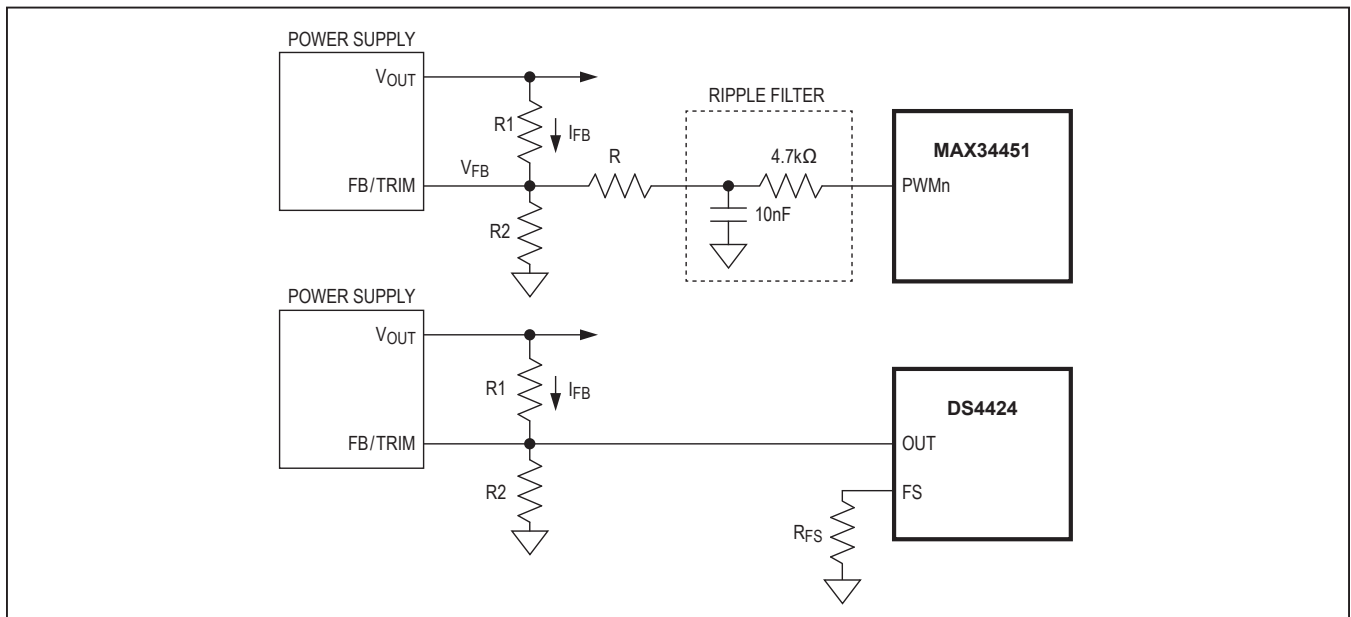 POWER SUPPLY
VOUT
R1
IFB
VFB
FB/TRIM
R2
R
RIPPLE FILTER
4.7kΩ
10nF
MAX34451
PWMn
POWER SUPPLY
VOUT
R1
IFB
FB/TRIM
R2
DS4424
OUT
FS
RFS